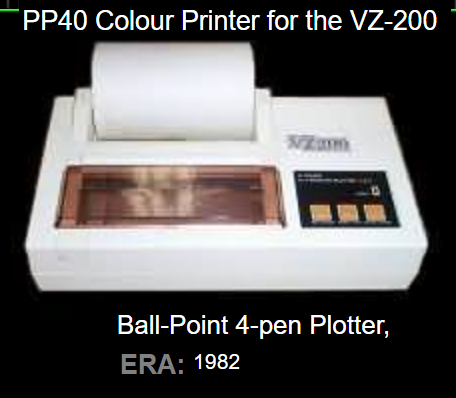 PP40 Colour Printer for the VZ-200
VZ200
Ball-Point 4-pen Plotter,
ERA: 1982